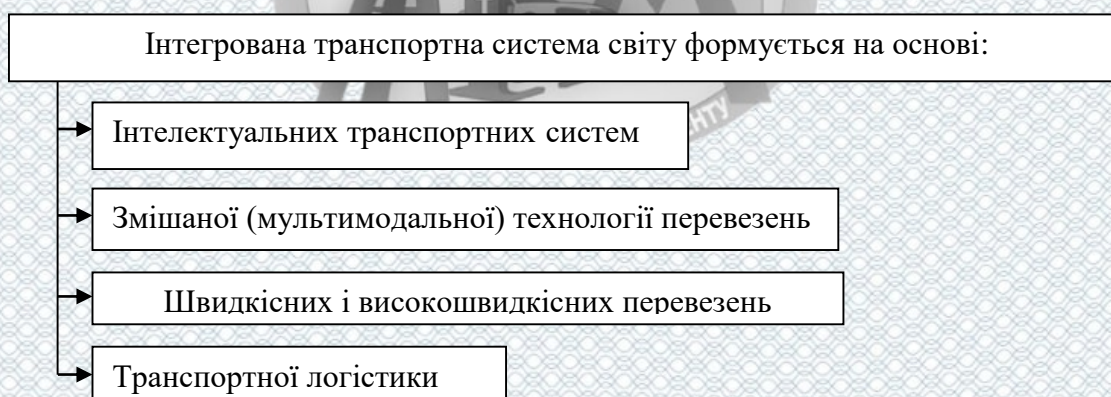 Інтегрована транспортна система світу формується на основі:
Інтелектуальних транспортних систем
Змішаної (мультимодальної) технології перевезень
Швидкісних і високошвидкісних перевезень
Транспортної логістики